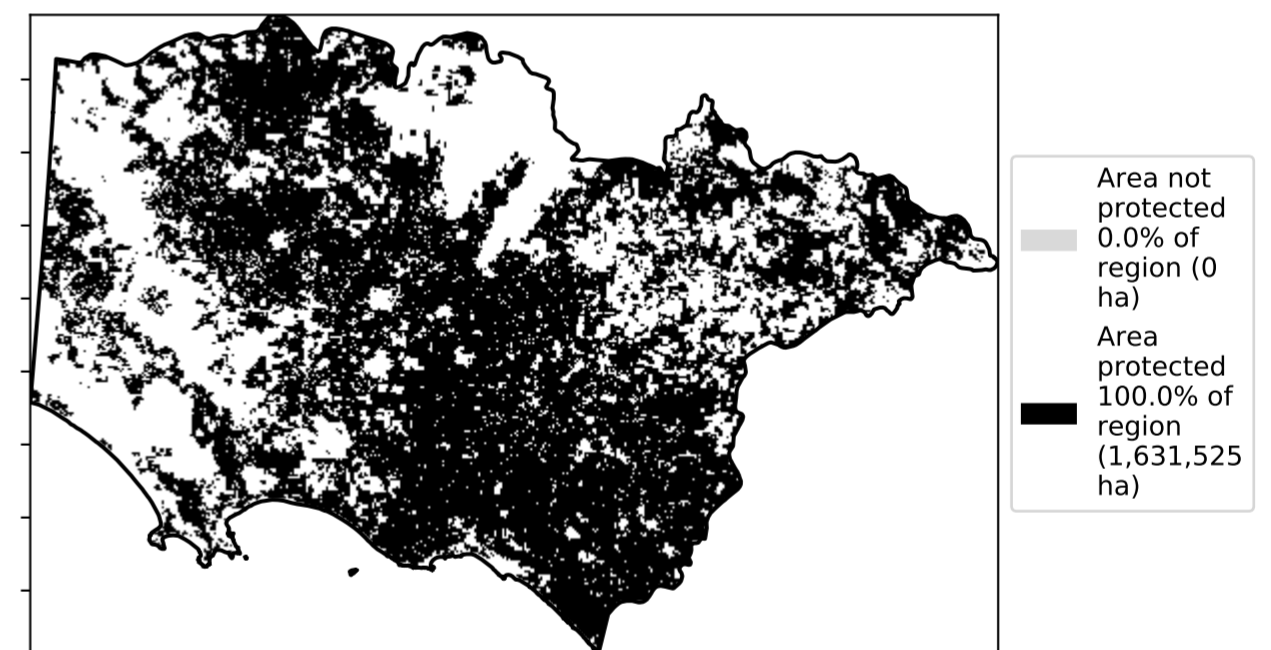 Area not
protected
0.0% of
region (0
ha)
Area
protected
100.0% of
region
(1,631,525
ha)